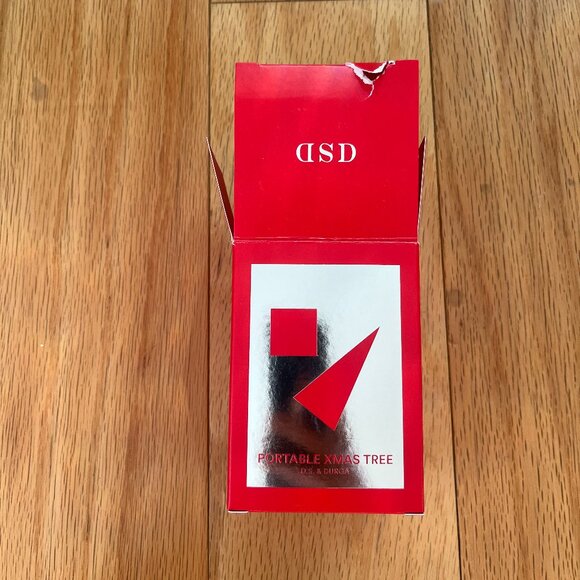 DSD
PORTABLE XMAS TREE
D.S. & DURGA